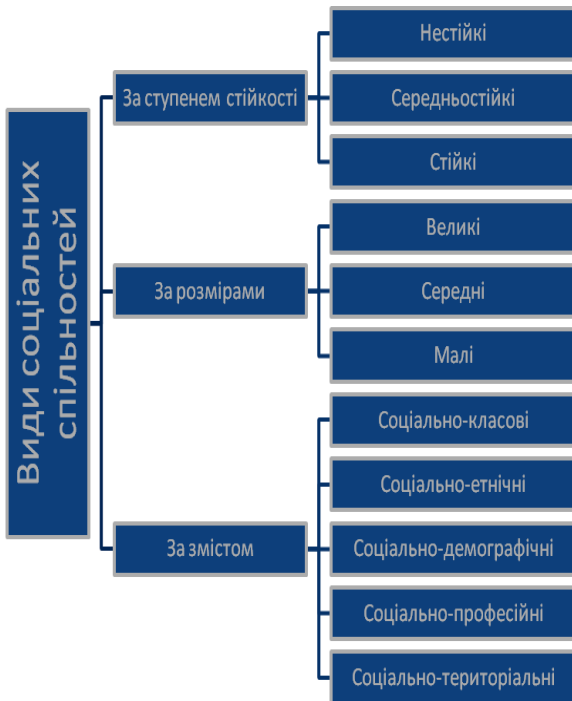 Види соціальних
спільностей
За ступенем стійкості
Нестійкі
Середньостійкі
Стійкі
За розмірами
Великі
Середні
Малі
За змістом
Соціально-класові
Соціально-етнічні
Соціально-демографічні
Соціально-професійні
Соціально-територіальні